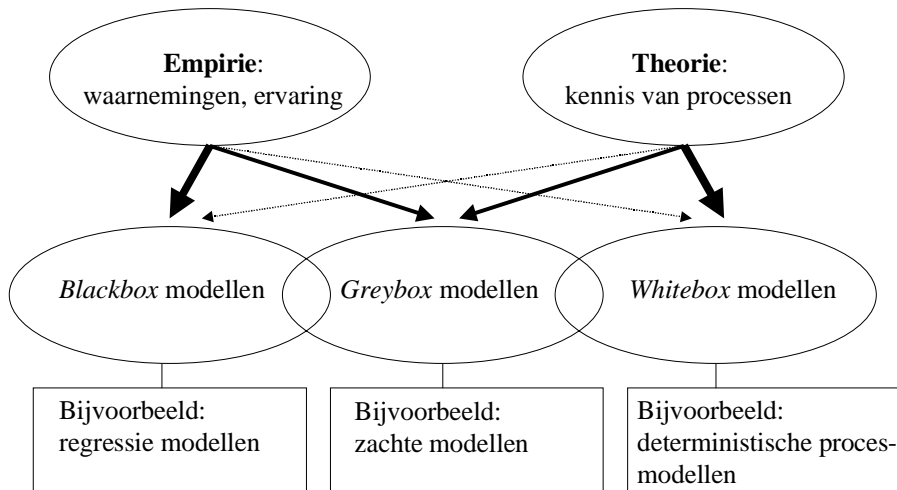 Empirie:
waarnemingen, ervaring
Theorie:
kennis van processen
Blackbox modellen
Greybox modellen
Whitebox modellen
Bijvoorbeeld:
regressie modellen
Bijvoorbeeld:
zachte modellen
Bijvoorbeeld:
deterministische proces-
modellen